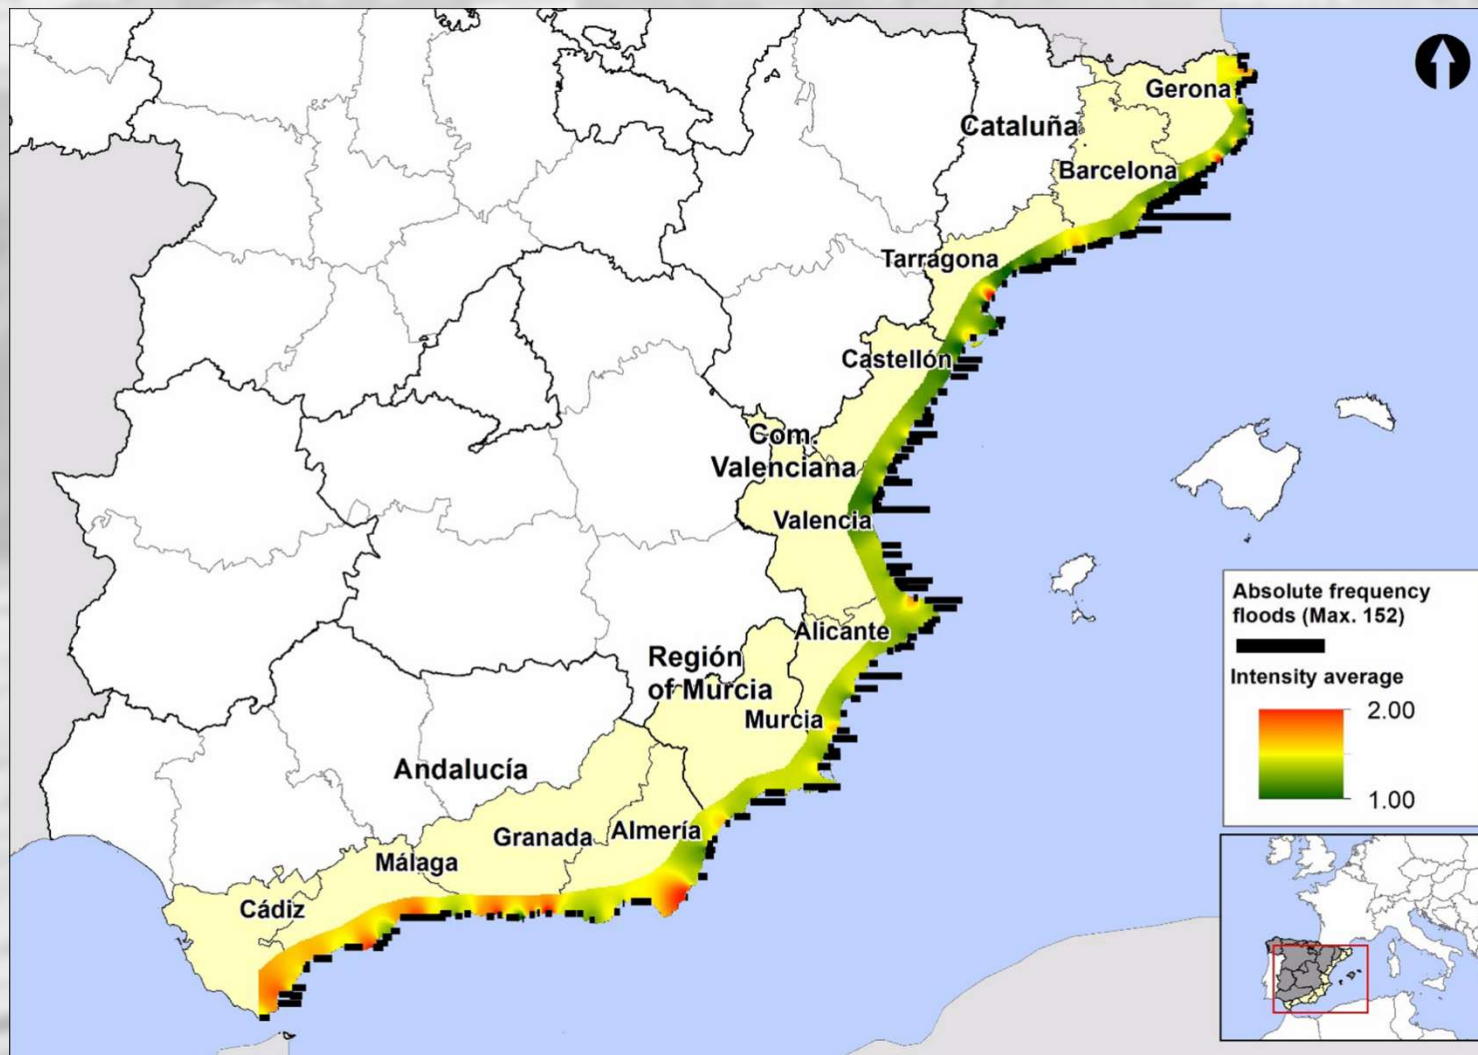 Gerona
Cataluña
Barcelona
Tarragona
Castellón
Com.
Valenciana
Valencia
Alicante
Región
of Murcia
Murcia
Andalucía
Granada
Almería
Málaga
Cádiz
Absolute frequency
floods (Max. 152)
Intensity average
2.00
1.00